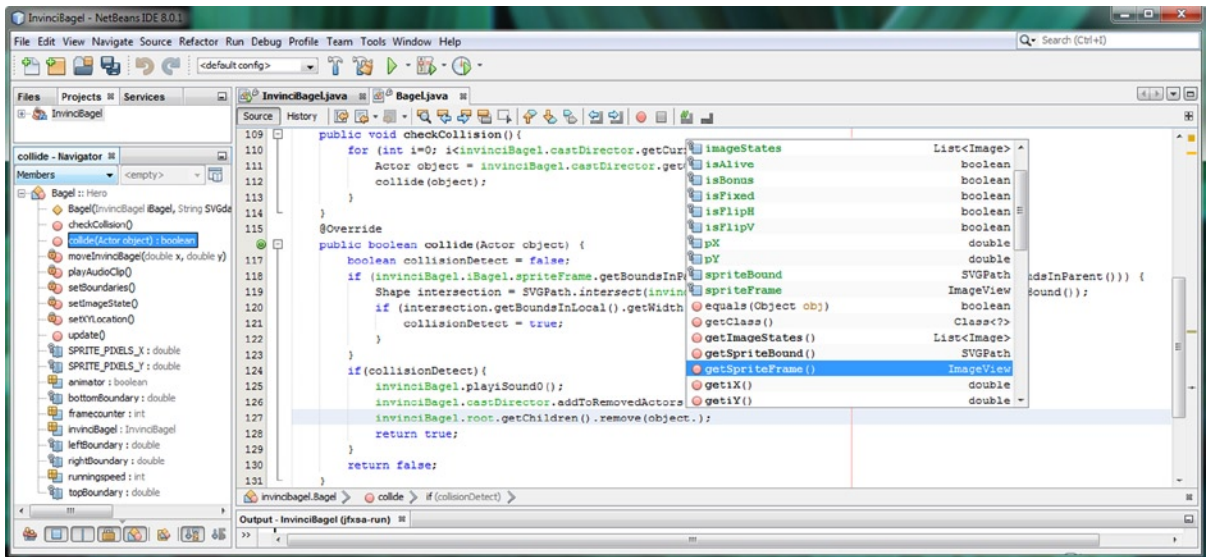 InvinciBagel - NetBeans IDE 8.0.1
File Edit View Navigate Source Refactor Run Debug Profile Team Tools Window Help
Search (Ctrl+I)
<default config>
Files Projects Services
InvinciBagel
InvinciBagel.java Bagel.java
Source History
collide - Navigator
Members <empty>
Bagel :: Hero
Bagel(InvinciBagel iBagel, String SVGda
checkCollision()
collide(Actor object) : boolean
moveInvinciBagel(double x, double y)
playAudioClip()
setBoundaries()
setImageState()
setXYLocation()
update()
SPRITE_PIXELS_X : double
SPRITE_PIXELS_Y : double
animator : boolean
bottomBoundary : double
framecounter : int
invinciBagel : InvinciBagel
leftBoundary : double
rightBoundary : double
runningspeed : int
topBoundary : double
109 public void checkCollision(){
110 for (int i=0; i<invinciBagel.castDirector.getCurr
111 Actor object = invinciBagel.castDirector.get
112 collide(object);
113 }
114 }
115 @Override
public boolean collide(Actor object) {
117 boolean collisionDetect = false;
118 if (invinciBagel.iBagel.spriteFrame.getBoundsInP dsInParent())) {
119 Shape intersection = SVGPath.intersect(invin Bound());
120 if (intersection.getBoundsInLocal().getWidth
121 collisionDetect = true;
122 }
123 }
124 if(collisionDetect){
125 invinciBagel.playiSound0();
126 invinciBagel.castDirector.addToRemovedActors
127 invinciBagel.root.getChildren().remove(object.);
128 return true;
129 }
130 return false;
131 }
imageStates List<Image>
isAlive boolean
isBonus boolean
isFixed boolean
isFlipH boolean
isFlipV boolean
pX double
pY double
spriteBound SVGPath
spriteFrame ImageView
equals(Object obj) boolean
getClass() Class<?>
getImageStates() List<Image>
getSpriteBound() SVGPath
getSpriteFrame() ImageView
getiX() double
getiY() double
invincibagel.Bagel collide if (collisionDetect)
Output - InvinciBagel (jfxsa-run)